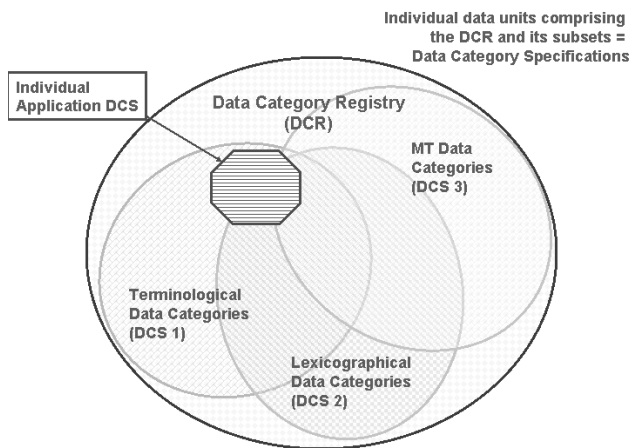 Individual data units comprising
the DCR and its subsets =
Data Category Specifications
Individual
Application DCS
Data Category Registry
(DCR)
MT Data
Categories
(DCS 3)
Terminological
Data Categories
(DCS 1)
Lexicographical
Data Categories
(DCS 2)